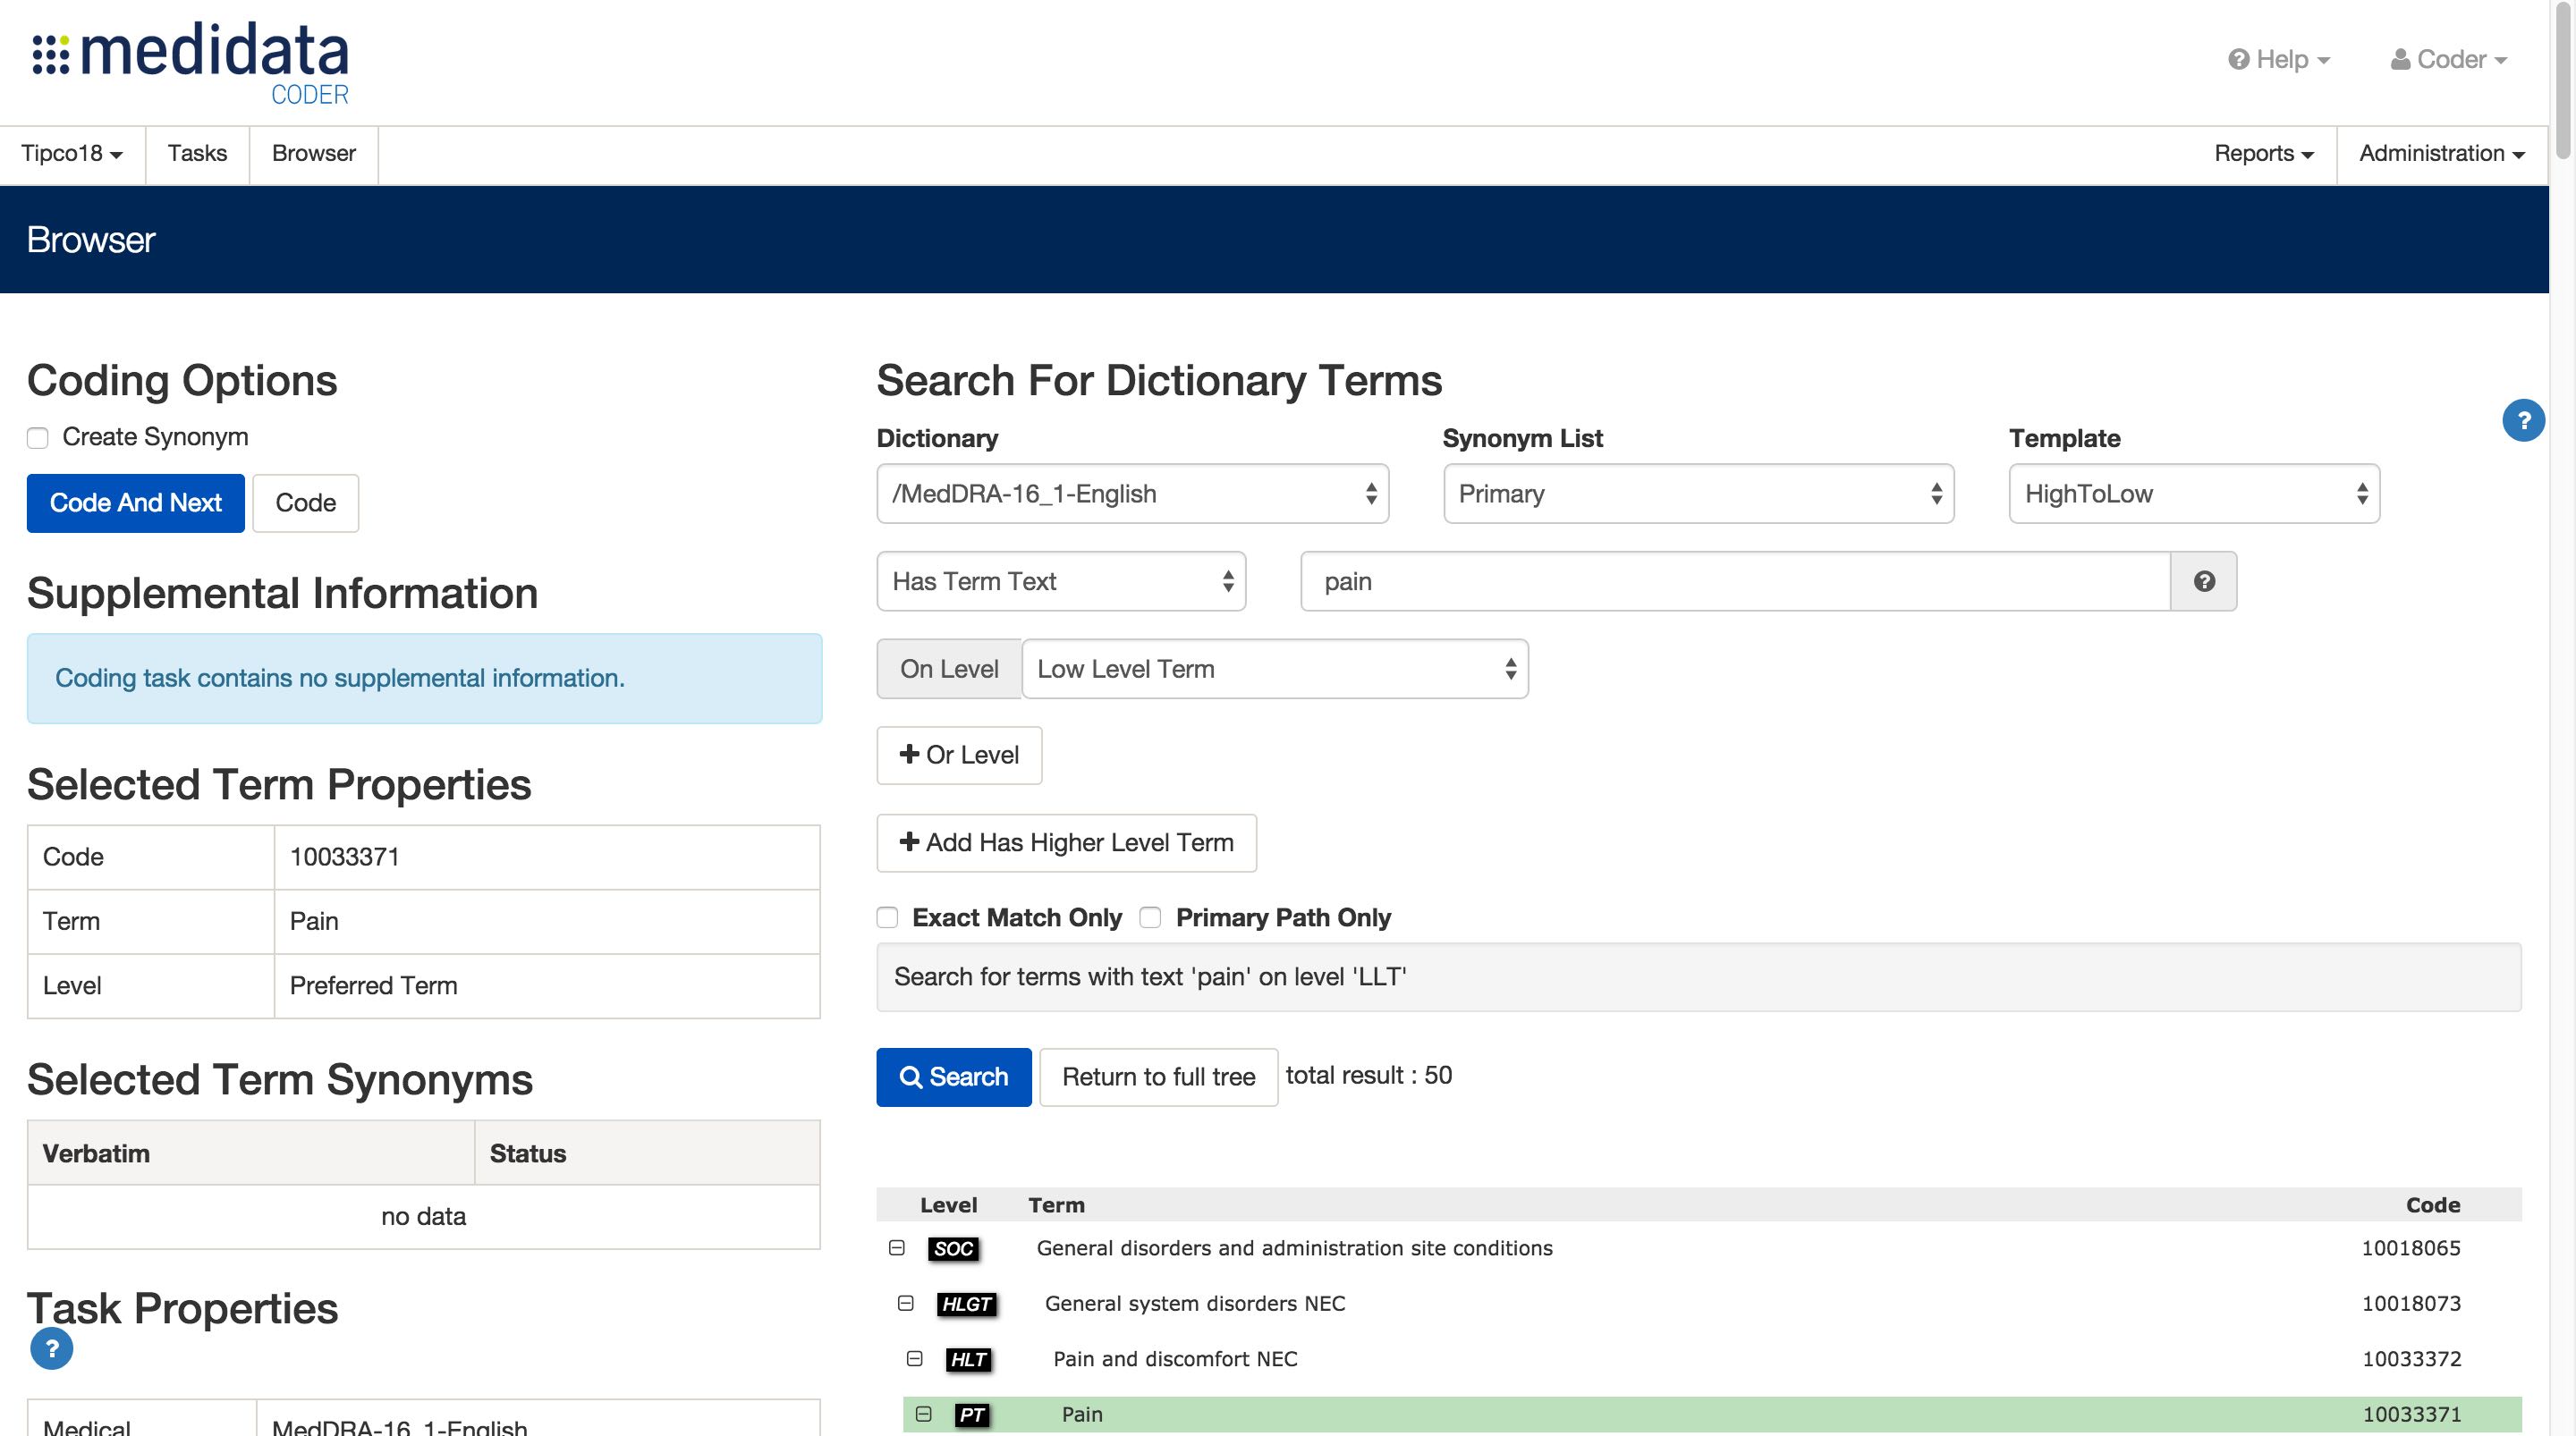 medidata
CODER
Help
Coder
Tipco18
Tasks
Browser
Reports
Administration
Browser
Coding Options
Create Synonym
Code And Next
Code
Supplemental Information
Coding task contains no supplemental information.
Selected Term Properties
Code 10033371
Term Pain
Level Preferred Term
Selected Term Synonyms
Verbatim Status
no data
Task Properties
?
Medical MedDRA-16_1-English
Search For Dictionary Terms
?
Dictionary Synonym List Template
/MedDRA-16_1-English Primary HighToLow
Has Term Text pain ?
On Level Low Level Term
+ Or Level
+ Add Has Higher Level Term
Exact Match Only Primary Path Only
Search for terms with text 'pain' on level 'LLT'
Search Return to full tree total result : 50
Level Term Code
SOC General disorders and administration site conditions 10018065
HLGT General system disorders NEC 10018073
HLT Pain and discomfort NEC 10033372
PT Pain 10033371